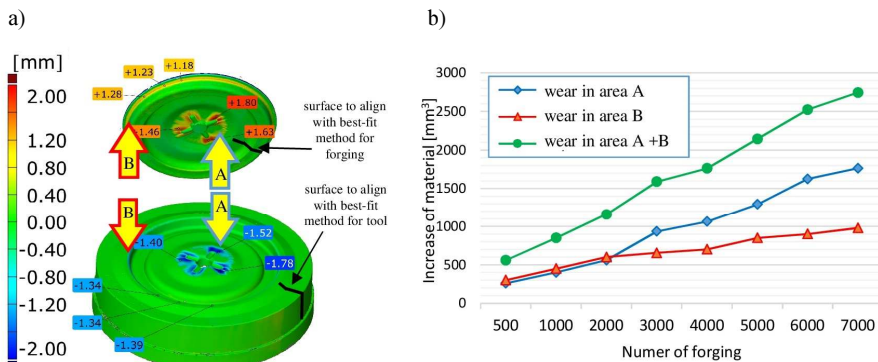 a)
b)
[mm]
2.00
1.20
0.80
0.40
0.00
-0.40
-0.80
-1.20
-2.00
+1.18
+1.23
+1.28
+1.80
+1.46
+1.63
B
A
surface to align
with best-fit
method for
forging
surface to align
with best-fit
method for tool
B
A
-1.52
-1.40
-1.78
-1.34
-1.34
-1.39
Increase of material [mm³]
3000
2500
2000
1500
1000
500
0
wear in area A
wear in area B
wear in area A +B
500 1000 2000 3000 4000 5000 6000 7000
Numer of forging